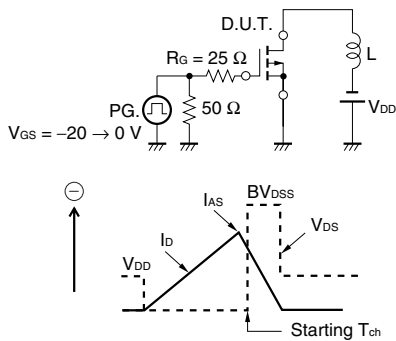 D.U.T.
RG = 25 Ω
L
PG.
50 Ω
VDD
VGS = −20 → 0 V
−
IAS
BVDSS
ID
VDS
VDD
Starting Tch